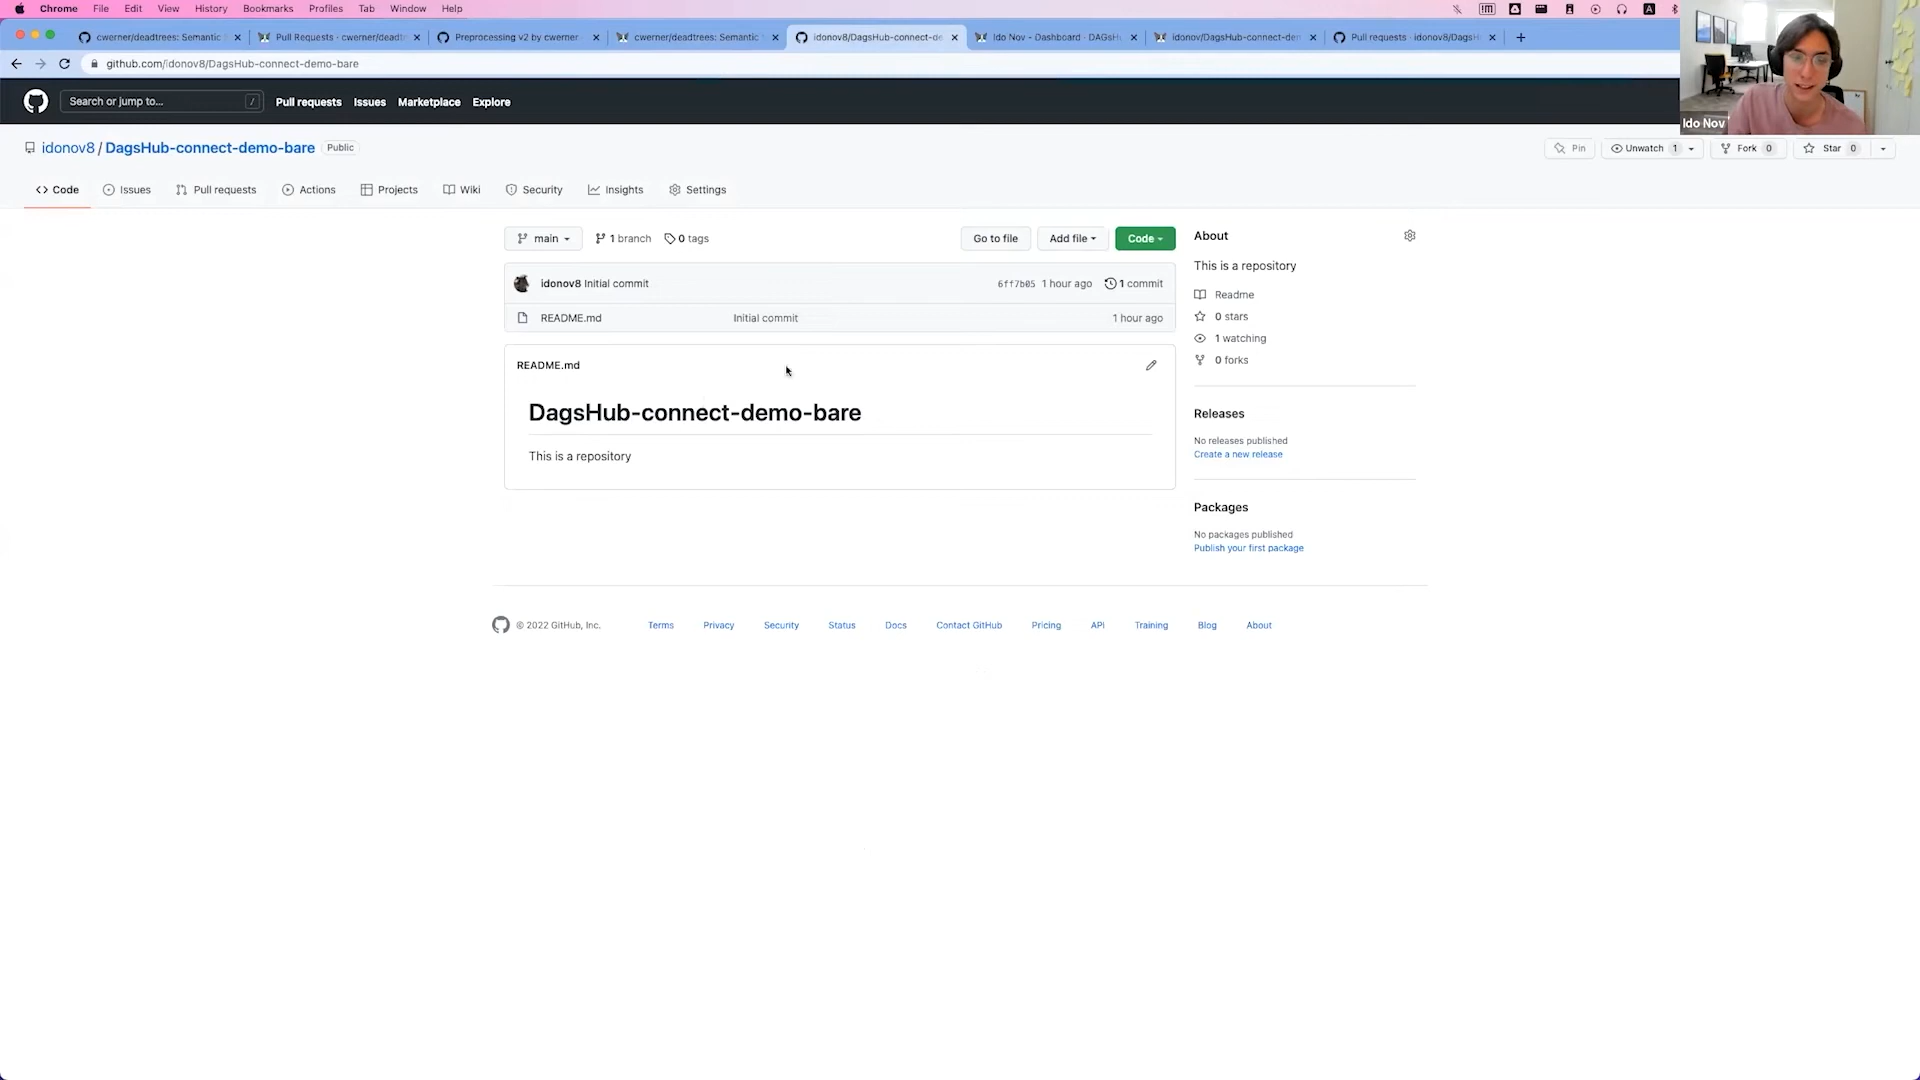 Chrome File Edit View History Bookmarks Profiles Tab Window Help
cwerner/deadtrees: Semantic
Pull Requests · cwerner/deadtr
Preprocessing v2 by cwerner
cwerner/deadtrees: Semantic
idonov8/DagsHub-connect-de
Ido Nov - Dashboard · DAGsHu
idonov/DagsHub-connect-dem
Pull requests · idonov8/DagsH
github.com/idonov8/DagsHub-connect-demo-bare
Search or jump to... / Pull requests Issues Marketplace Explore
Ido Nov
idonov8 / DagsHub-connect-demo-bare Public
Pin Unwatch 1 Fork 0 Star 0
Code Issues Pull requests Actions Projects Wiki Security Insights Settings
main 1 branch 0 tags Go to file Add file Code
idonov8 Initial commit 6ff7b05 1 hour ago 1 commit
README.md Initial commit 1 hour ago
README.md
DagsHub-connect-demo-bare
This is a repository
About
This is a repository
Readme
0 stars
1 watching
0 forks
Releases
No releases published
Create a new release
Packages
No packages published
Publish your first package
© 2022 GitHub, Inc. Terms Privacy Security Status Docs Contact GitHub Pricing API Training Blog About